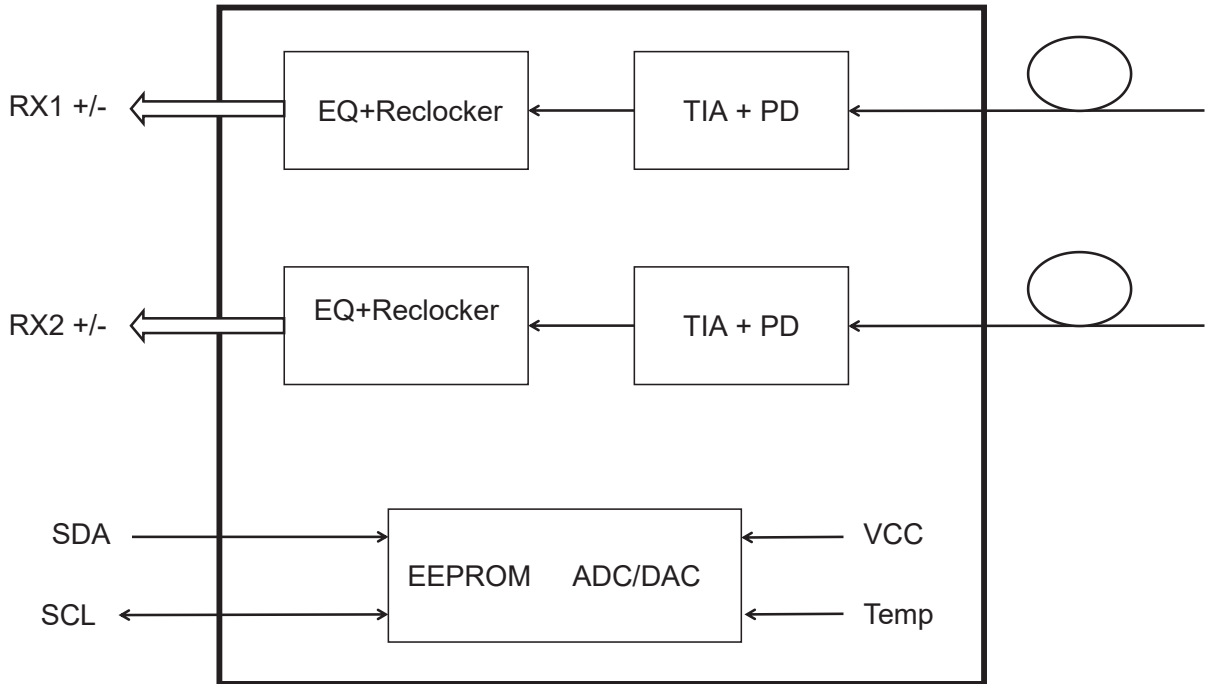 RX1 +/-
EQ+Reclocker
TIA + PD
RX2 +/-
EQ+Reclocker
TIA + PD
SDA
VCC
EEPROM ADC/DAC
SCL
Temp